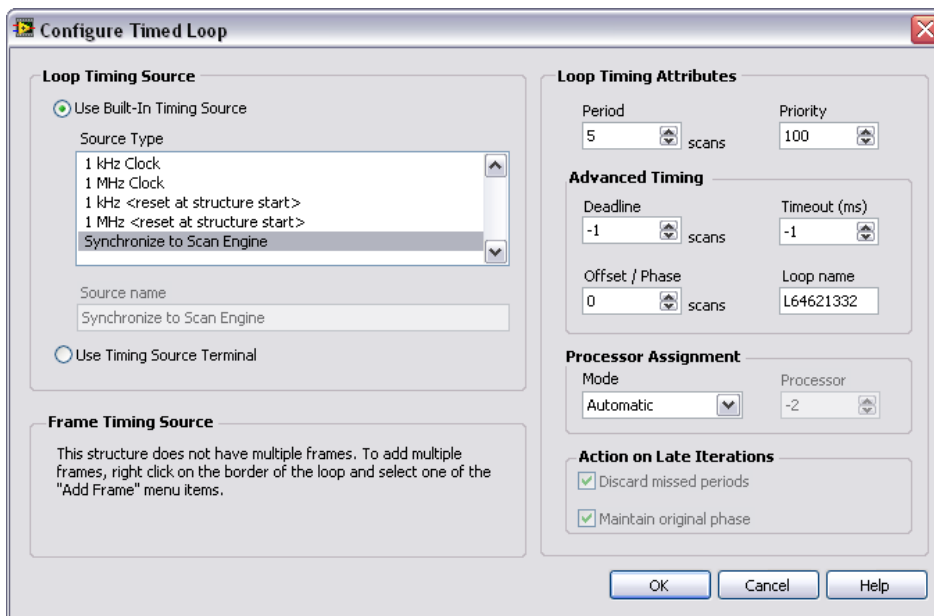 Configure Timed Loop
Loop Timing Source
Use Built-In Timing Source
Source Type
1 kHz Clock
1 MHz Clock
1 kHz <reset at structure start>
1 MHz <reset at structure start>
Synchronize to Scan Engine
Source name
Synchronize to Scan Engine
Use Timing Source Terminal
Frame Timing Source
This structure does not have multiple frames. To add multiple
frames, right click on the border of the loop and select one of the
"Add Frame" menu items.
Loop Timing Attributes
Period
Priority
5 scans
100
Advanced Timing
Deadline
Timeout (ms)
-1 scans
-1
Offset / Phase
Loop name
0 scans
L64621332
Processor Assignment
Mode
Processor
Automatic
-2
Action on Late Iterations
Discard missed periods
Maintain original phase
OK
Cancel
Help